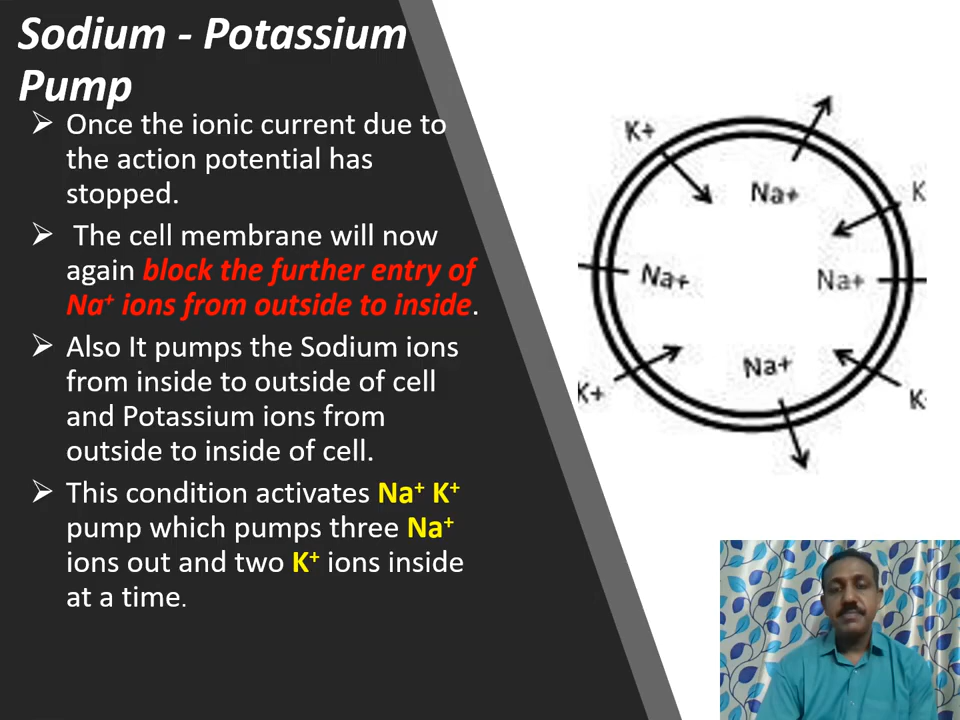 Sodium - Potassium
Pump
➢ Once the ionic current due to
the action potential has
stopped.
➢ The cell membrane will now
again block the further entry of
Na⁺ ions from outside to inside.
➢ Also It pumps the Sodium ions
from inside to outside of cell
and Potassium ions from
outside to inside of cell.
➢ This condition activates Na⁺ K⁺
pump which pumps three Na⁺
ions out and two K⁺ ions inside
at a time.
K+
Na+
K
Na+
Na+
Na+
K+
K